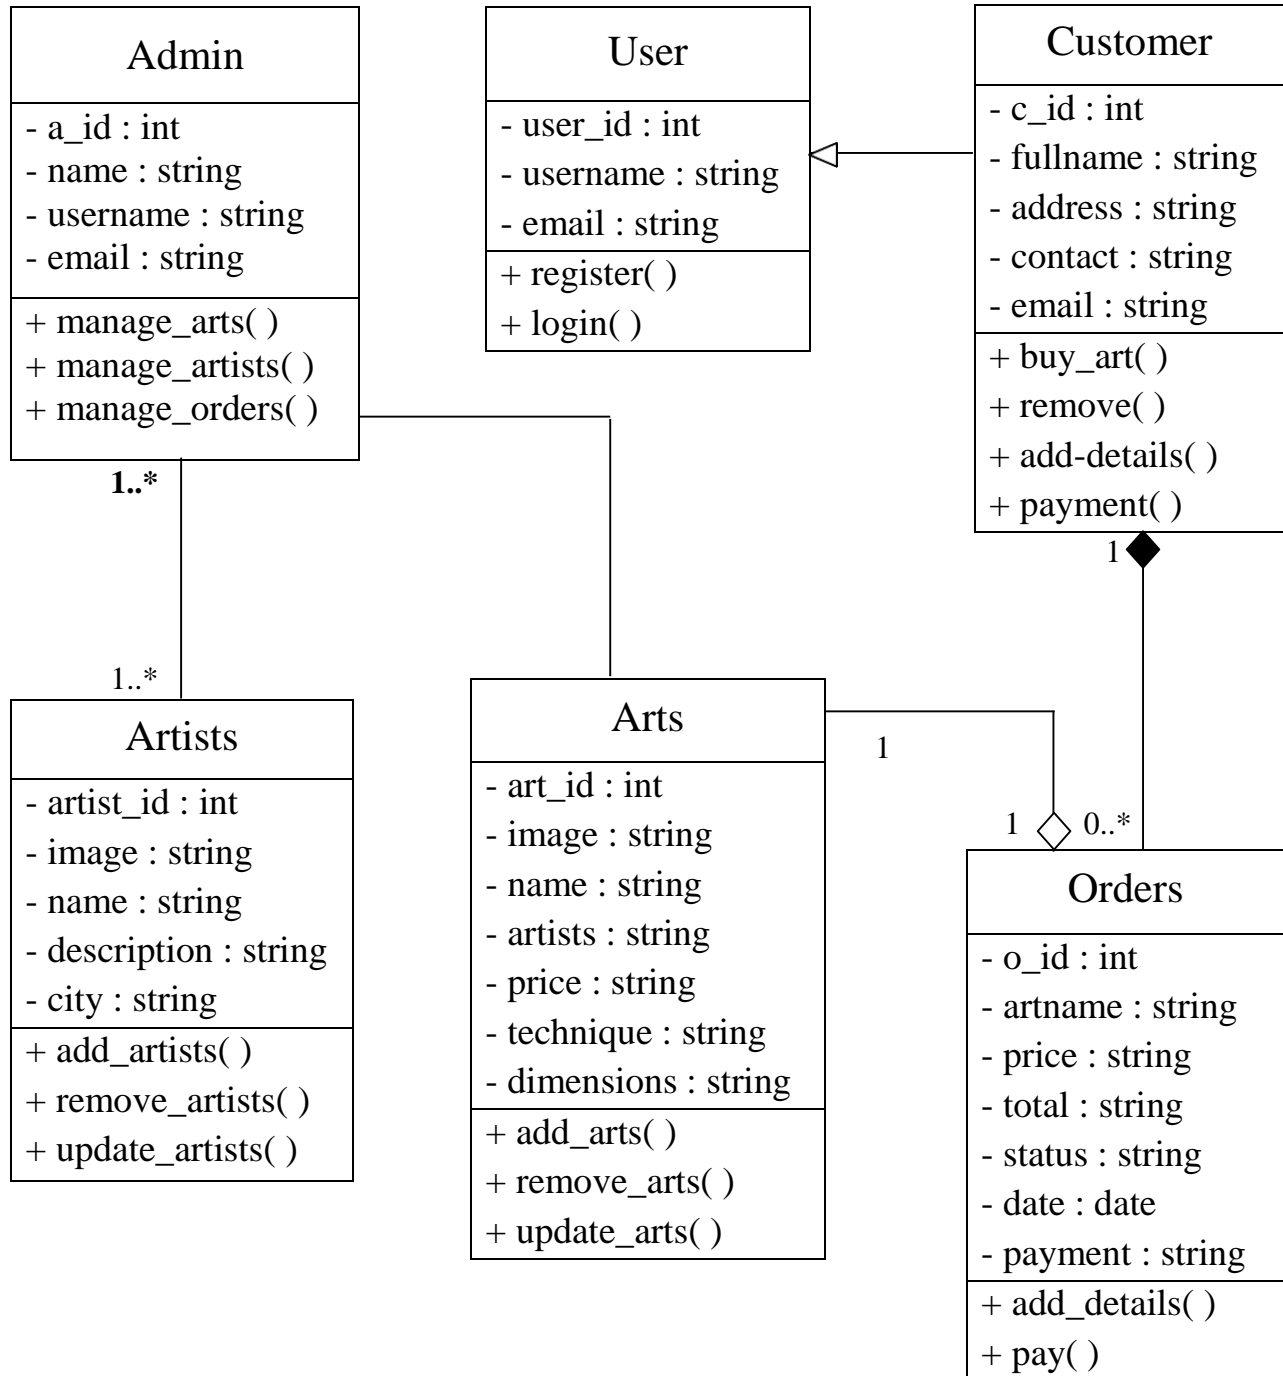 Admin
- a_id : int
- name : string
- username : string
- email : string
+ manage_arts( )
+ manage_artists( )
+ manage_orders( )
1..*
User
- user_id : int
- username : string
- email : string
+ register( )
+ login( )
Customer
- c_id : int
- fullname : string
- address : string
- contact : string
- email : string
+ buy_art( )
+ remove( )
+ add-details( )
+ payment( )
1
1..*
Artists
- artist_id : int
- image : string
- name : string
- description : string
- city : string
+ add_artists( )
+ remove_artists( )
+ update_artists( )
Arts
- art_id : int
- image : string
- name : string
- artists : string
- price : string
- technique : string
- dimensions : string
+ add_arts( )
+ remove_arts( )
+ update_arts( )
1
1
0..*
Orders
- o_id : int
- artname : string
- price : string
- total : string
- status : string
- date : date
- payment : string
+ add_details( )
+ pay( )